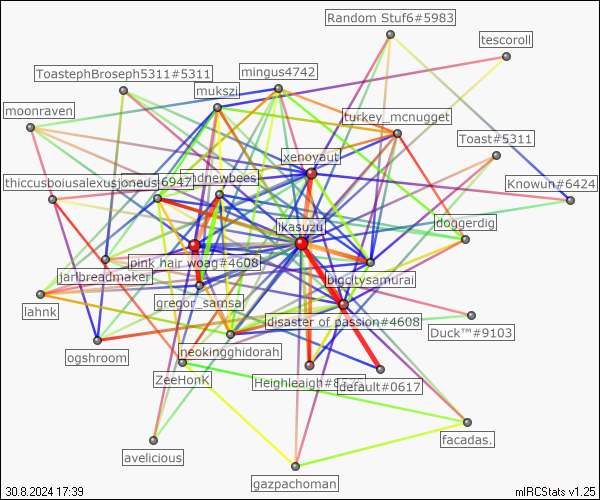 Random Stuf6#5983
tescoroll
ToastephBroseph5311#5311
mingus4742
mukszi
moonraven
turkey_mcnugget
Toast#5311
xenoyaut
thiccusboiusalexusjoneus#6947
ndnewbees
Knowun#6424
ikasuzu
doggerdig
pink hair woag#4608
jarlbreadmaker
bigcitysamurai
lahnk
gregor_samsa
disaster of passion#4608
Duck™#9103
ogshroom
neokingghidorah
ZeeHonK
Heighleaigh#8
default#0617
facadas.
avelicious
gazpachoman
30.8.2024 17:39
mIRCStats v1.25